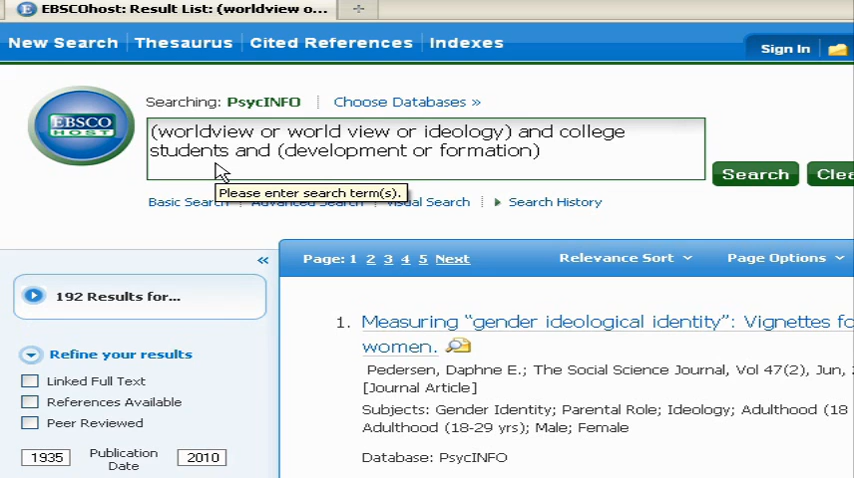 EBSCOhost: Result List: (worldview o...
New Search Thesaurus Cited References Indexes
Sign In
EBSCO
HOST
Searching: PsycINFO Choose Databases »
(worldview or world view or ideology) and college
students and (development or formation)
Search
Please enter search term(s).
Basic Search Advanced Search Visual Search Search History
«
Page: 1 2 3 4 5 Next Relevance Sort Page Options
192 Results for...
Refine your results
Linked Full Text
References Available
Peer Reviewed
1935 Publication Date 2010
1. Measuring “gender ideological identity”: Vignettes
women.
Pedersen, Daphne E.; The Social Science Journal, Vol 47(2), Jun,
[Journal Article]
Subjects: Gender Identity; Parental Role; Ideology; Adulthood (18
Adulthood (18-29 yrs); Male; Female
Database: PsycINFO